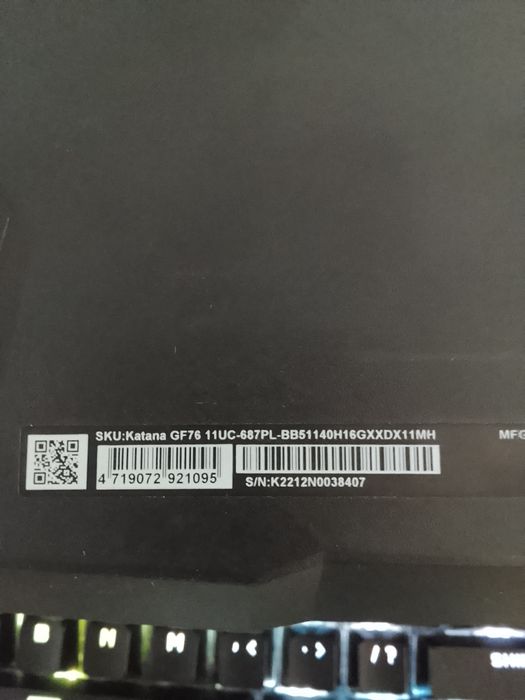 SKU:Katana GF76 11UC-687PL-BB51140H16GXXDX11MH
MFG
4 719072 921095
S/N:K2212N0038407
B N M , < . > / ?